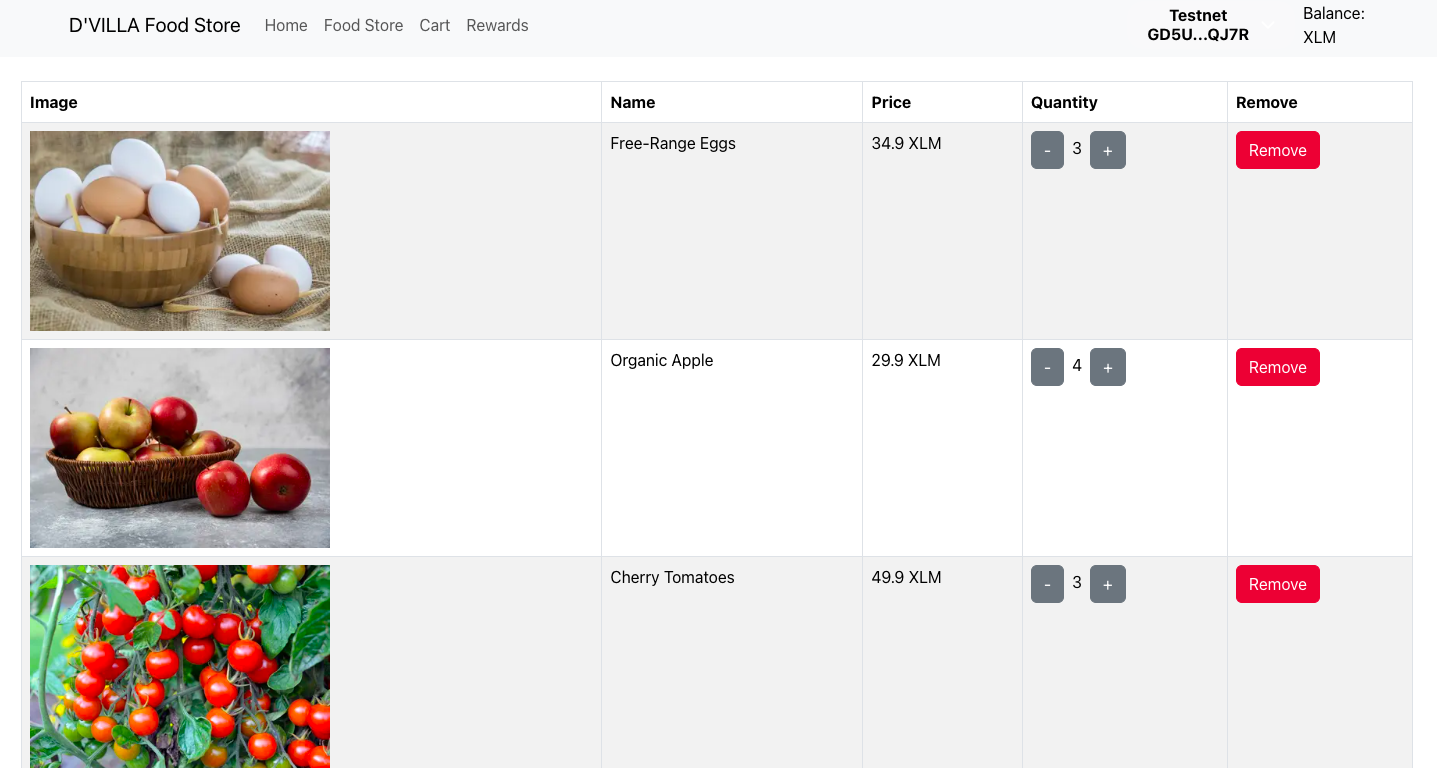 D'VILLA Food Store Home Food Store Cart Rewards
Testnet
GD5U...QJ7R
Balance:
XLM
Image Name Price Quantity Remove
Free-Range Eggs 34.9 XLM - 3 + Remove
Organic Apple 29.9 XLM - 4 + Remove
Cherry Tomatoes 49.9 XLM - 3 + Remove